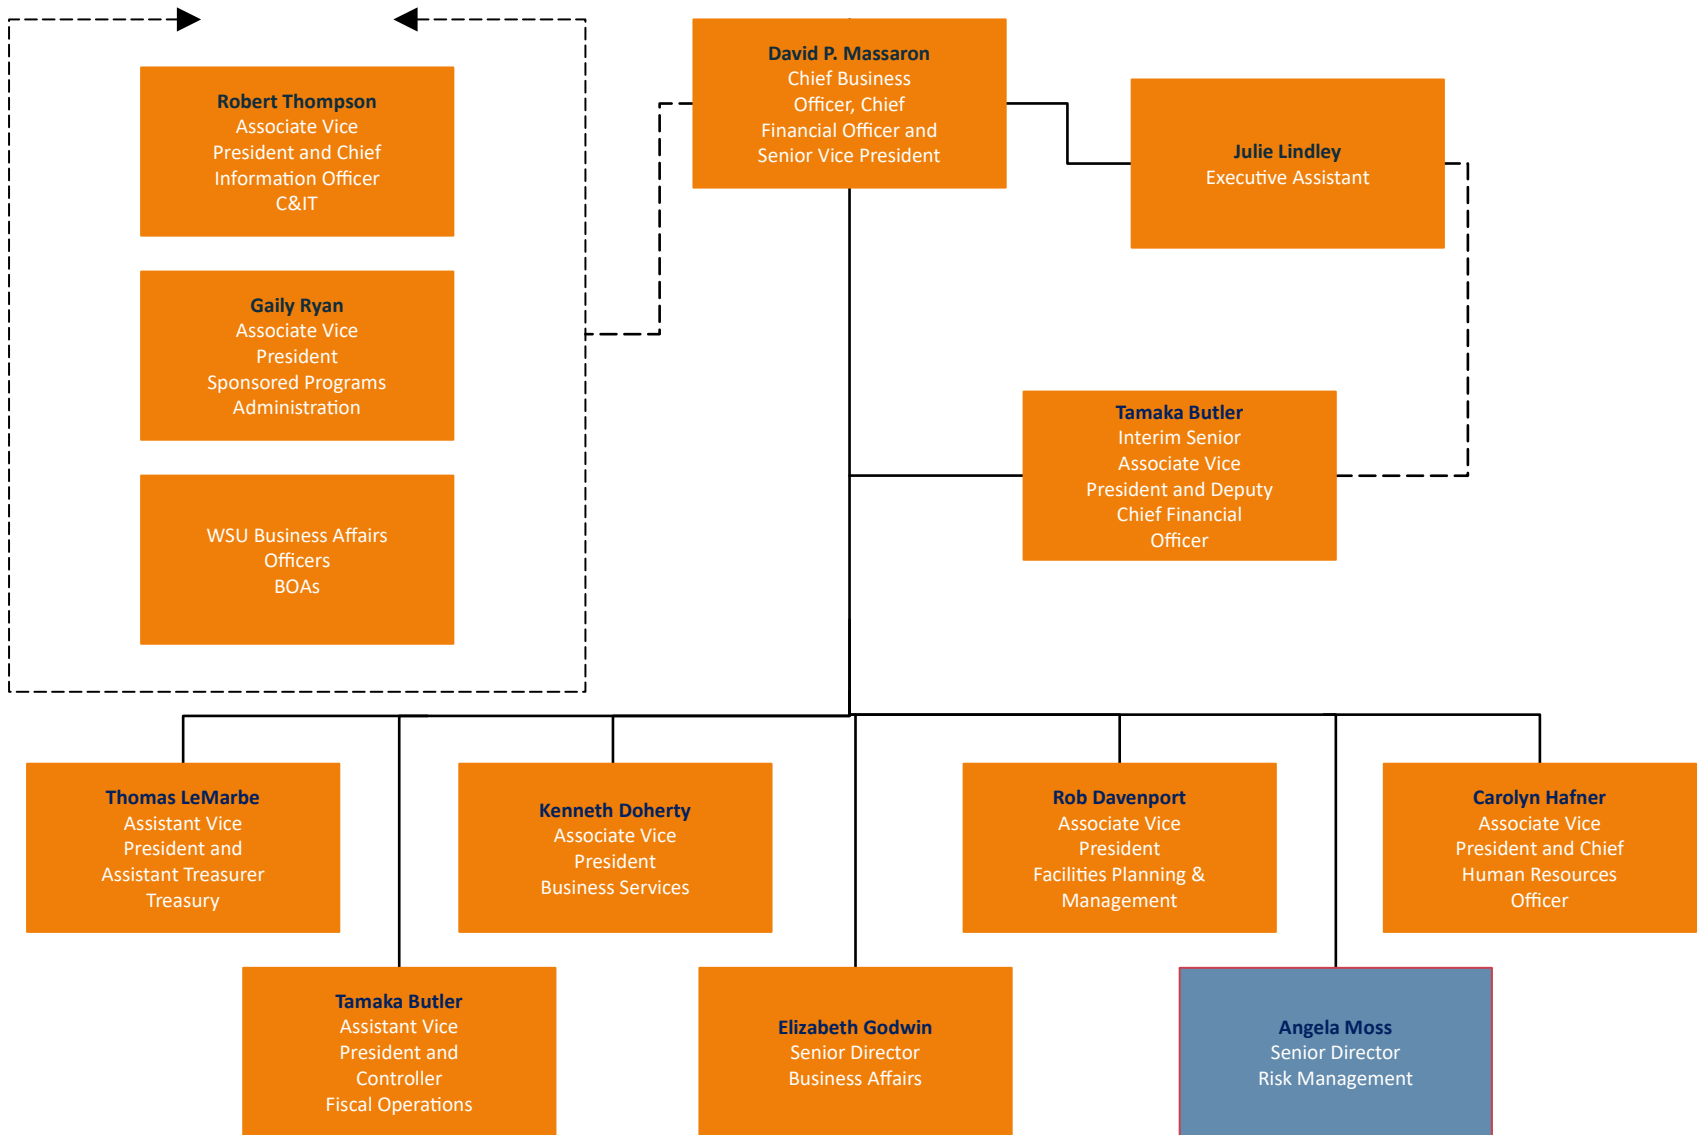 David P. Massaron
Chief Business
Officer, Chief
Financial Officer and
Senior Vice President
Robert Thompson
Associate Vice
President and Chief
Information Officer
C&IT
Julie Lindley
Executive Assistant
Gaily Ryan
Associate Vice
President
Sponsored Programs
Administration
Tamaka Butler
Interim Senior
Associate Vice
President and Deputy
Chief Financial
Officer
WSU Business Affairs
Officers
BOAs
Thomas LeMarbe
Assistant Vice
President and
Assistant Treasurer
Treasury
Kenneth Doherty
Associate Vice
President
Business Services
Rob Davenport
Associate Vice
President
Facilities Planning &
Management
Carolyn Hafner
Associate Vice
President and Chief
Human Resources
Officer
Tamaka Butler
Assistant Vice
President and
Controller
Fiscal Operations
Elizabeth Godwin
Senior Director
Business Affairs
Angela Moss
Senior Director
Risk Management